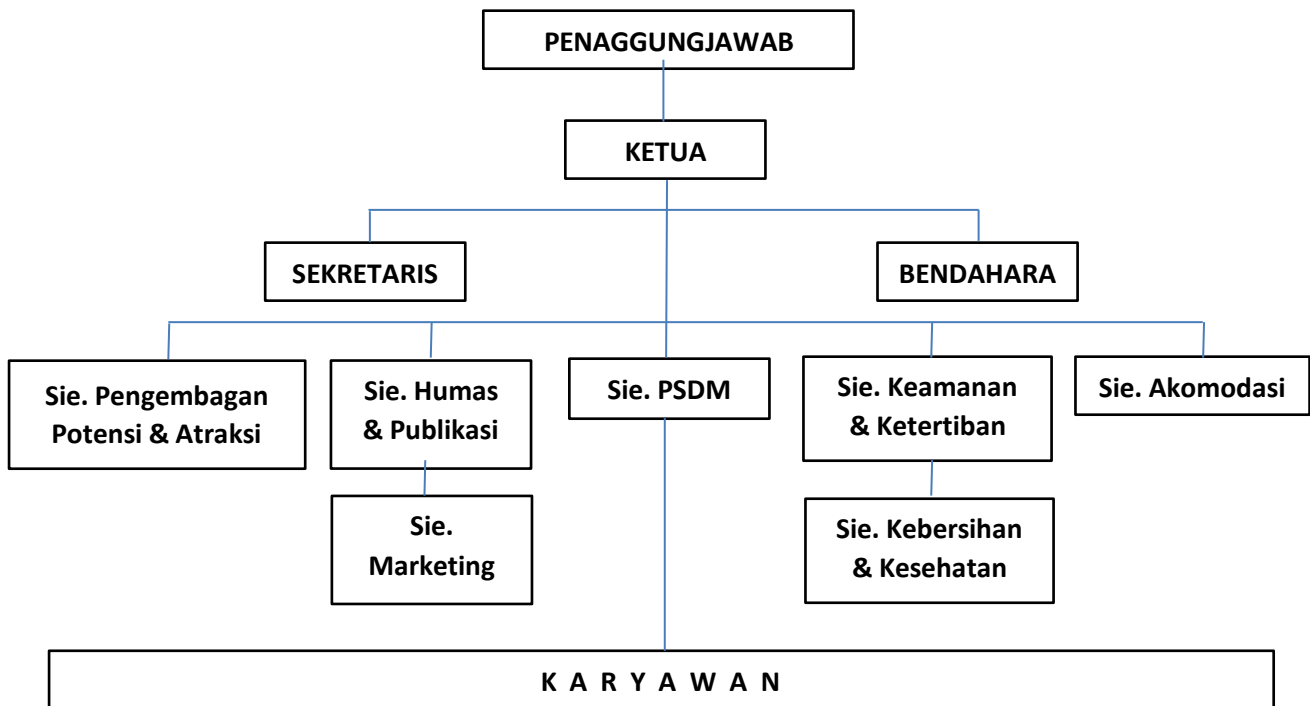 PENAGGUNGJAWAB
KETUA
SEKRETARIS
BENDAHARA
Sie. Pengembagan
Potensi & Atraksi
Sie. Humas
& Publikasi
Sie. PSDM
Sie. Keamanan
& Ketertiban
Sie. Akomodasi
Sie.
Marketing
Sie. Kebersihan
& Kesehatan
K A R Y A W A N